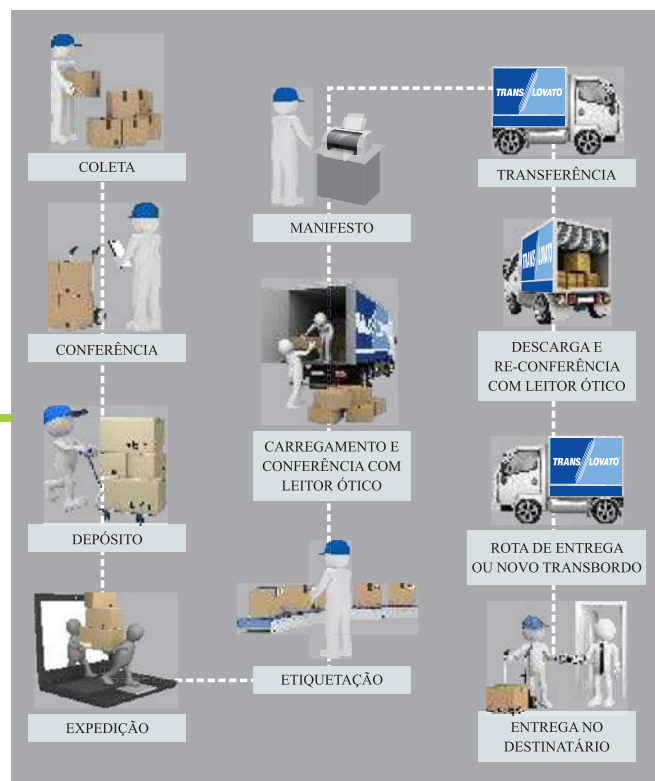 COLETA
CONFERÊNCIA
DEPÓSITO
EXPEDIÇÃO
ETIQUETAÇÃO
CARREGAMENTO E
CONFERÊNCIA COM
LEITOR ÓTICO
MANIFESTO
TRANS LOVATO
TRANSFERÊNCIA
TRANS LOVATO
DESCARGA E
RE-CONFERÊNCIA
COM LEITOR ÓTICO
TRANS LOVATO
ROTA DE ENTREGA
OU NOVO TRANSBORDO
ENTREGA NO
DESTINATÁRIO